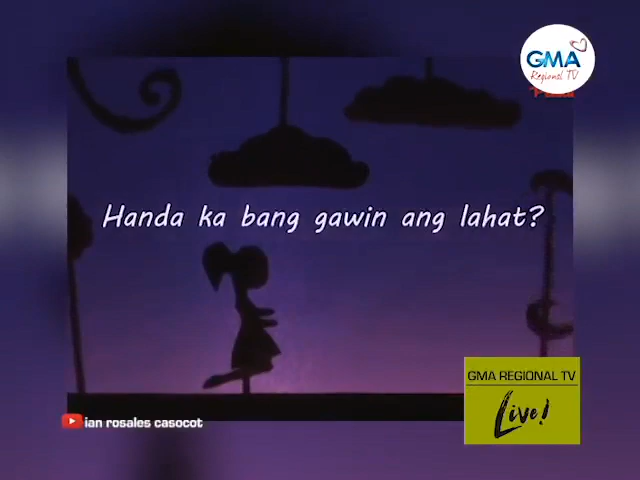 GMA
Regional TV
Handa ka bang gawin ang lahat?
GMA REGIONAL TV
Live!
ian rosales casocot